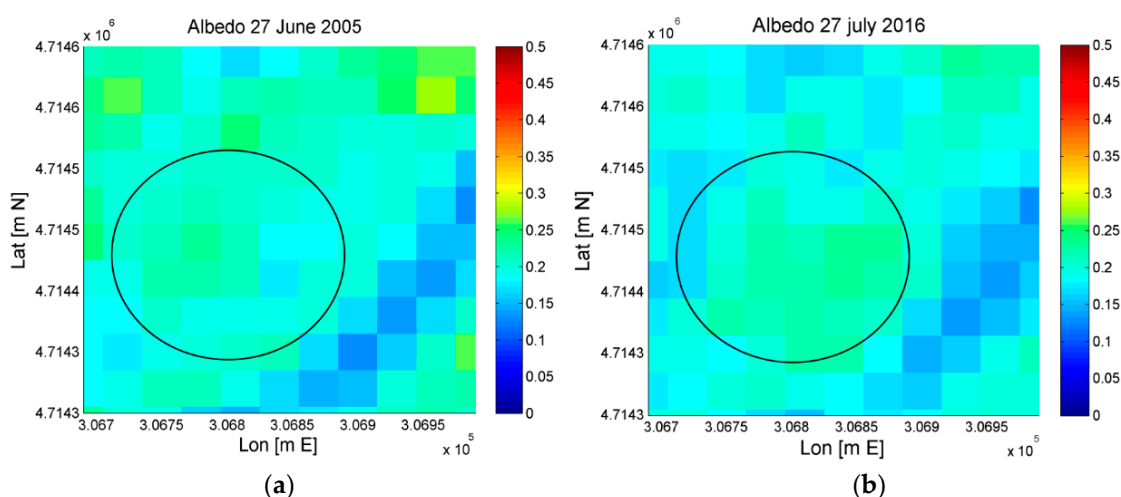 Albedo 27 June 2005
x 10^6
4.7146
4.7146
4.7145
4.7145
4.7144
4.7143
4.7143
Lat [m N]
3.067 3.0675 3.068 3.0685 3.069 3.0695
Lon [m E]
x 10^5
0.5
0.45
0.4
0.35
0.3
0.25
0.2
0.15
0.1
0.05
0
(a)
Albedo 27 july 2016
x 10^6
4.7146
4.7146
4.7145
4.7145
4.7144
4.7143
4.7143
Lat [m N]
3.067 3.0675 3.068 3.0685 3.069 3.0695
Lon [m E]
x 10^5
0.5
0.45
0.4
0.35
0.3
0.25
0.2
0.15
0.1
0.05
0
(b)